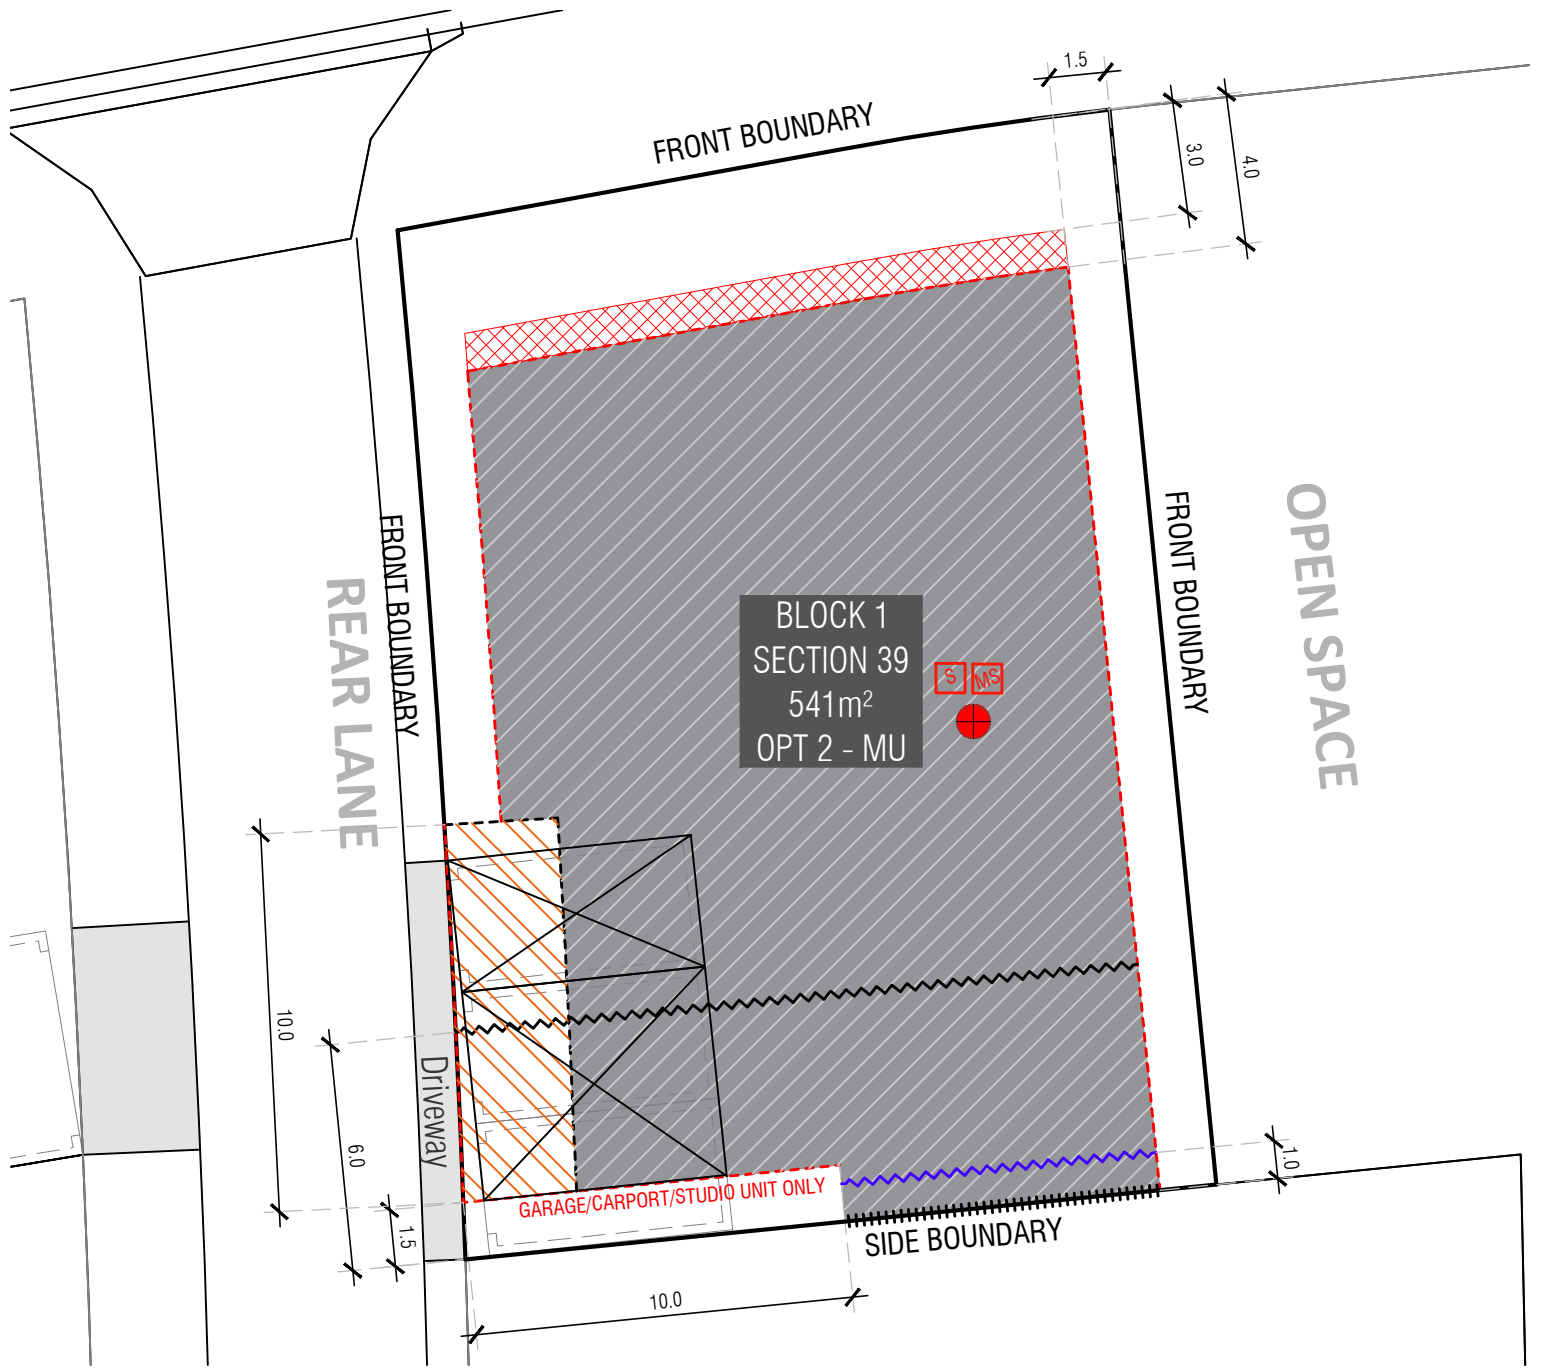 1.5
FRONT BOUNDARY
3.0
4.0
FRONT BOUNDARY
REAR LANE
FRONT BOUNDARY
OPEN SPACE
BLOCK 1
SECTION 39
541m²
OPT 2 - MU
S
MS
10.0
6.0
1.5
Driveway
GARAGE/CARPORT/STUDIO UNIT ONLY
1.0
SIDE BOUNDARY
10.0